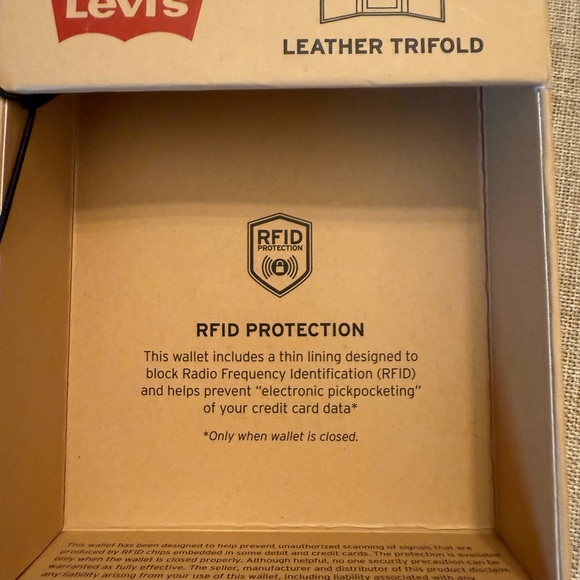 Levi's
LEATHER TRIFOLD
RFID
PROTECTION
RFID PROTECTION
This wallet includes a thin lining designed to
block Radio Frequency Identification (RFID)
and helps prevent “electronic pickpocketing”
of your credit card data*
*Only when wallet is closed.
This wallet has been designed to help prevent unauthorized scanning of signals that are
produced by RFID chips embedded in some debit and credit cards. The protection is available
only when the wallet is closed properly. Although helpful, no one security precaution can be
warranted as fully effective. The seller, manufacturer and distributor of this product disclaim
any liability arising from your use of this wallet, including liability associated with any